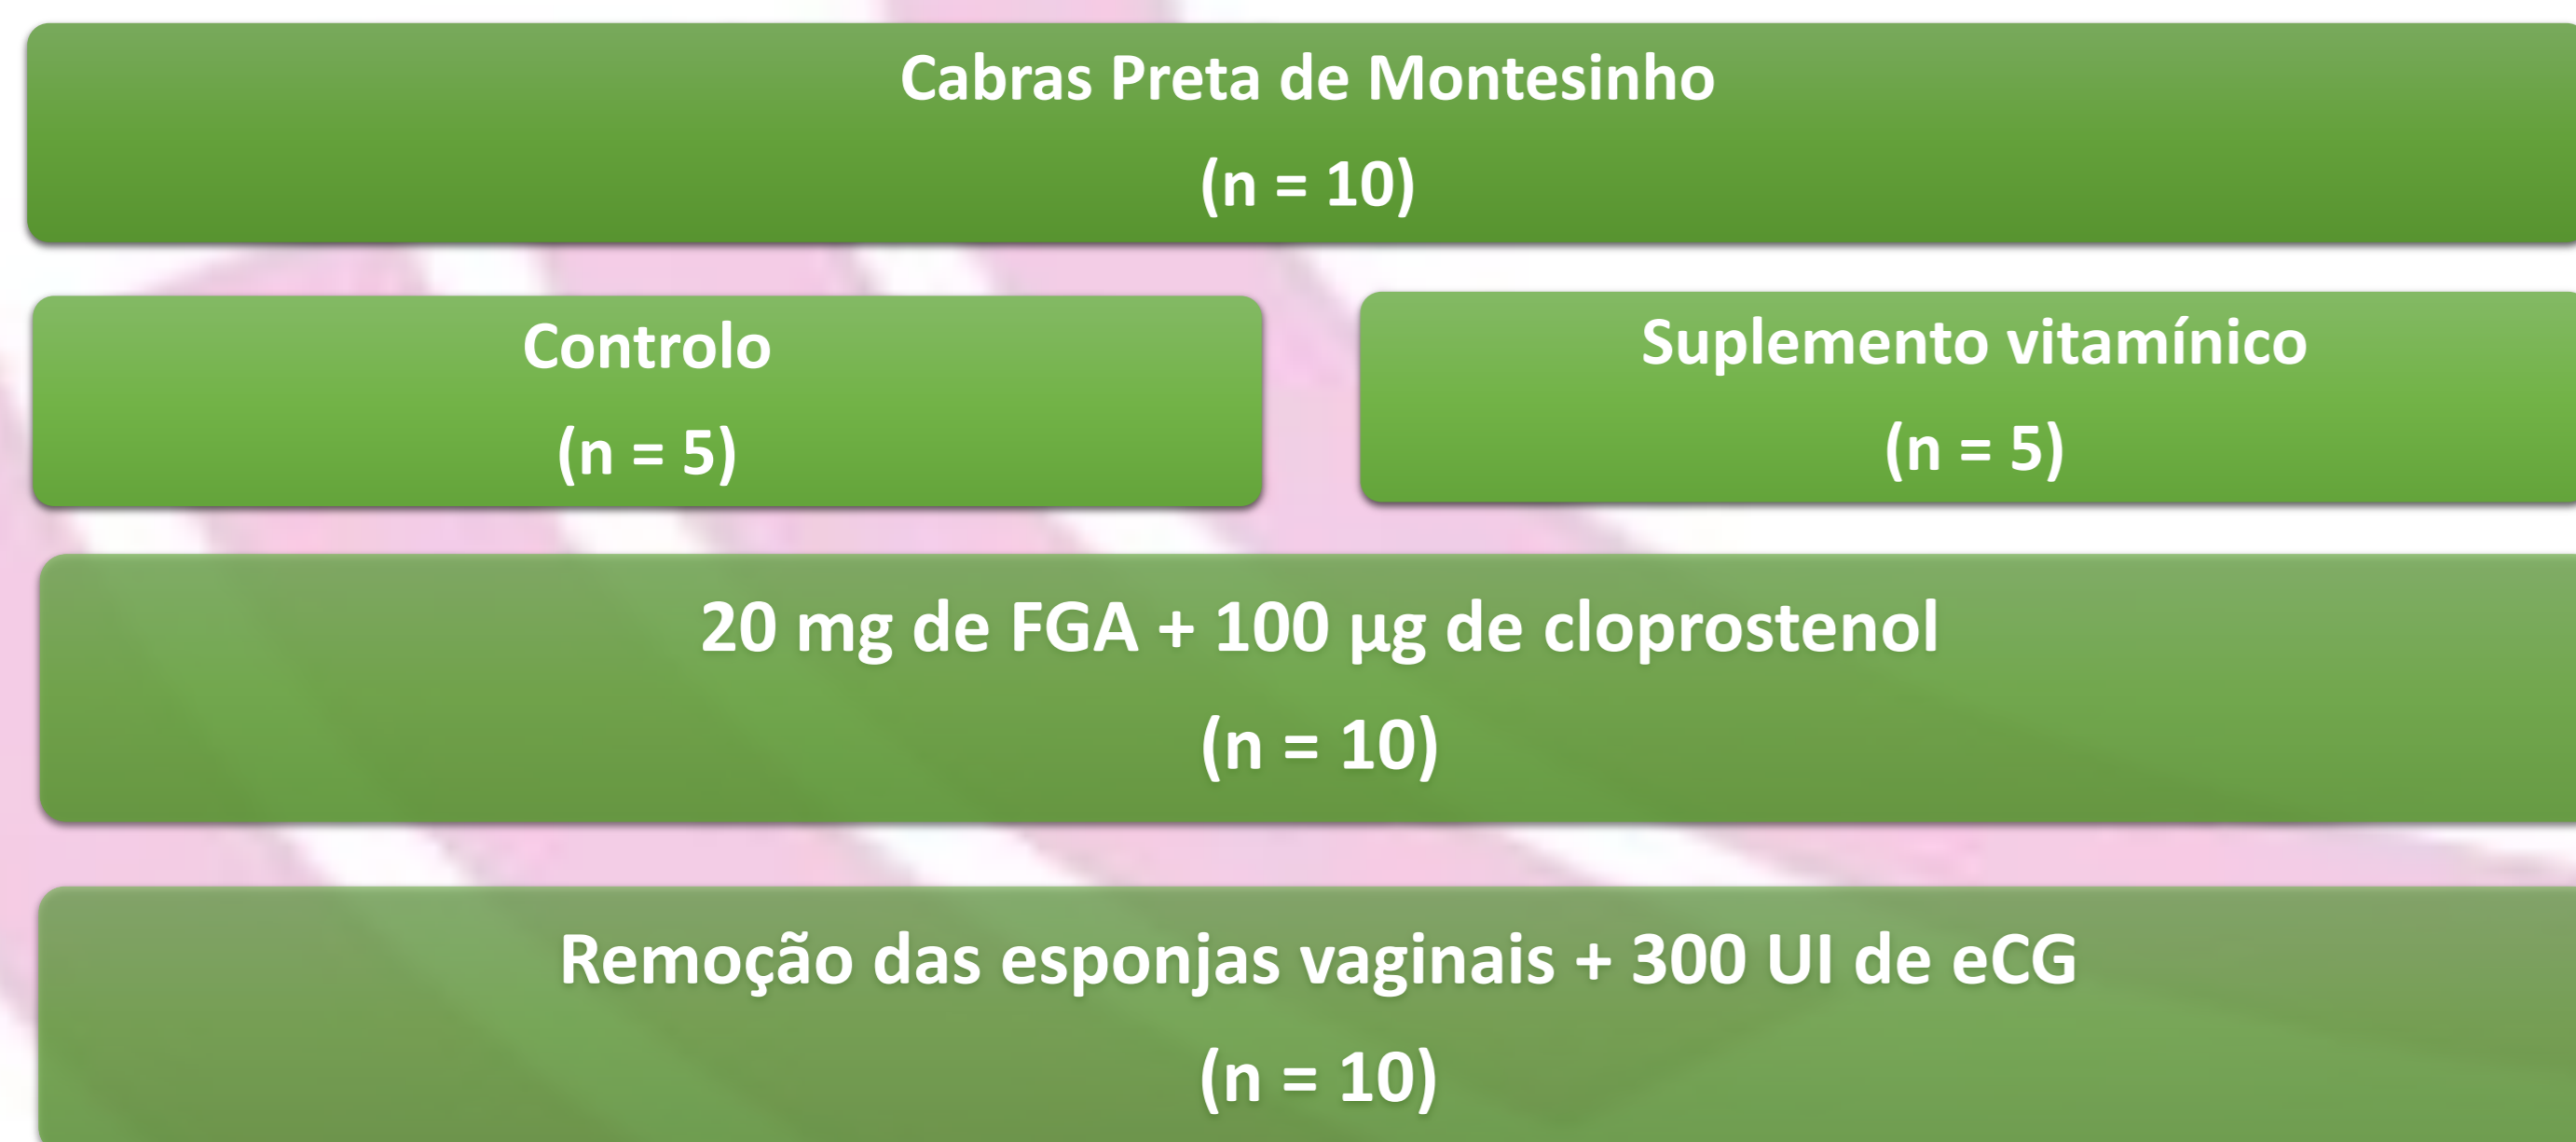 Cabras Preta de Montesinho
(n = 10)
Controlo
(n = 5)
Suplemento vitamínico
(n = 5)
20 mg de FGA + 100 µg de cloprostenol
(n = 10)
Remoção das esponjas vaginais + 300 UI de eCG
(n = 10)